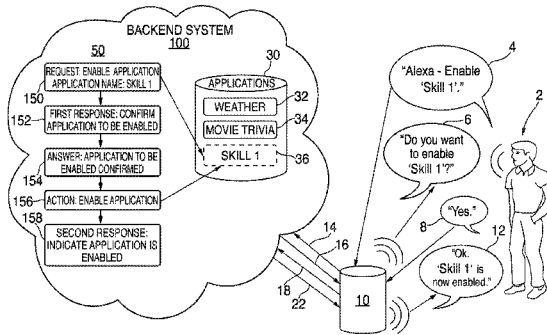 BACKEND SYSTEM
100
50
REQUEST: ENABLE APPLICATION
APPLICATION NAME: SKILL 1
150
152
FIRST RESPONSE: CONFIRM
APPLICATION TO BE ENABLED
154
ANSWER: APPLICATION TO BE
ENABLED CONFIRMED
156
ACTION: ENABLE APPLICATION
158
SECOND RESPONSE:
INDICATE APPLICATION IS
ENABLED
30
APPLICATIONS
WEATHER
32
MOVIE TRIVIA
34
SKILL 1
36
4
"Alexa - Enable
'Skill 1'."
6
"Do you want
to enable
'Skill 1'?"
2
8
"Yes."
12
"Ok.
'Skill 1' is
now enabled."
14
16
18
22
10